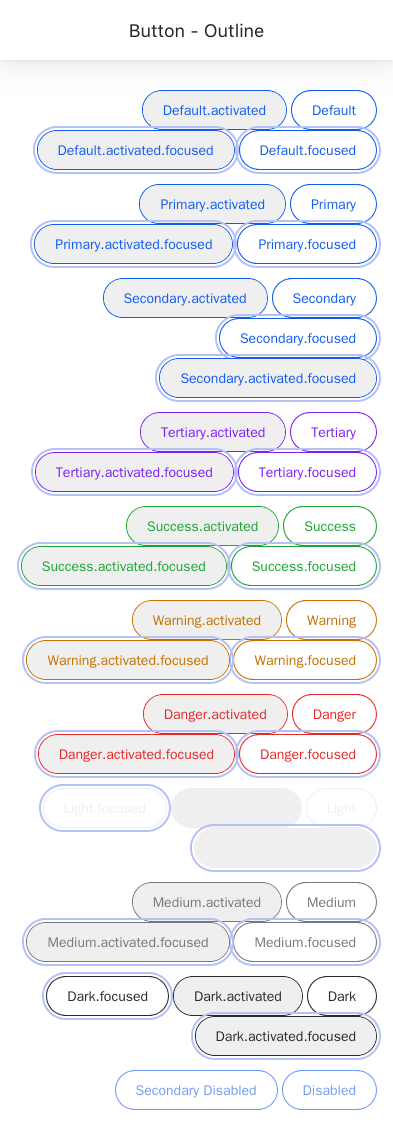 Button - Outline
Default.activated Default
Default.activated.focused Default.focused
Primary.activated Primary
Primary.activated.focused Primary.focused
Secondary.activated Secondary
Secondary.focused
Secondary.activated.focused
Tertiary.activated Tertiary
Tertiary.activated.focused Tertiary.focused
Success.activated Success
Success.activated.focused Success.focused
Warning.activated Warning
Warning.activated.focused Warning.focused
Danger.activated Danger
Danger.activated.focused Danger.focused
Light.focused Light
Medium.activated Medium
Medium.activated.focused Medium.focused
Dark.focused Dark.activated Dark
Dark.activated.focused
Secondary Disabled Disabled